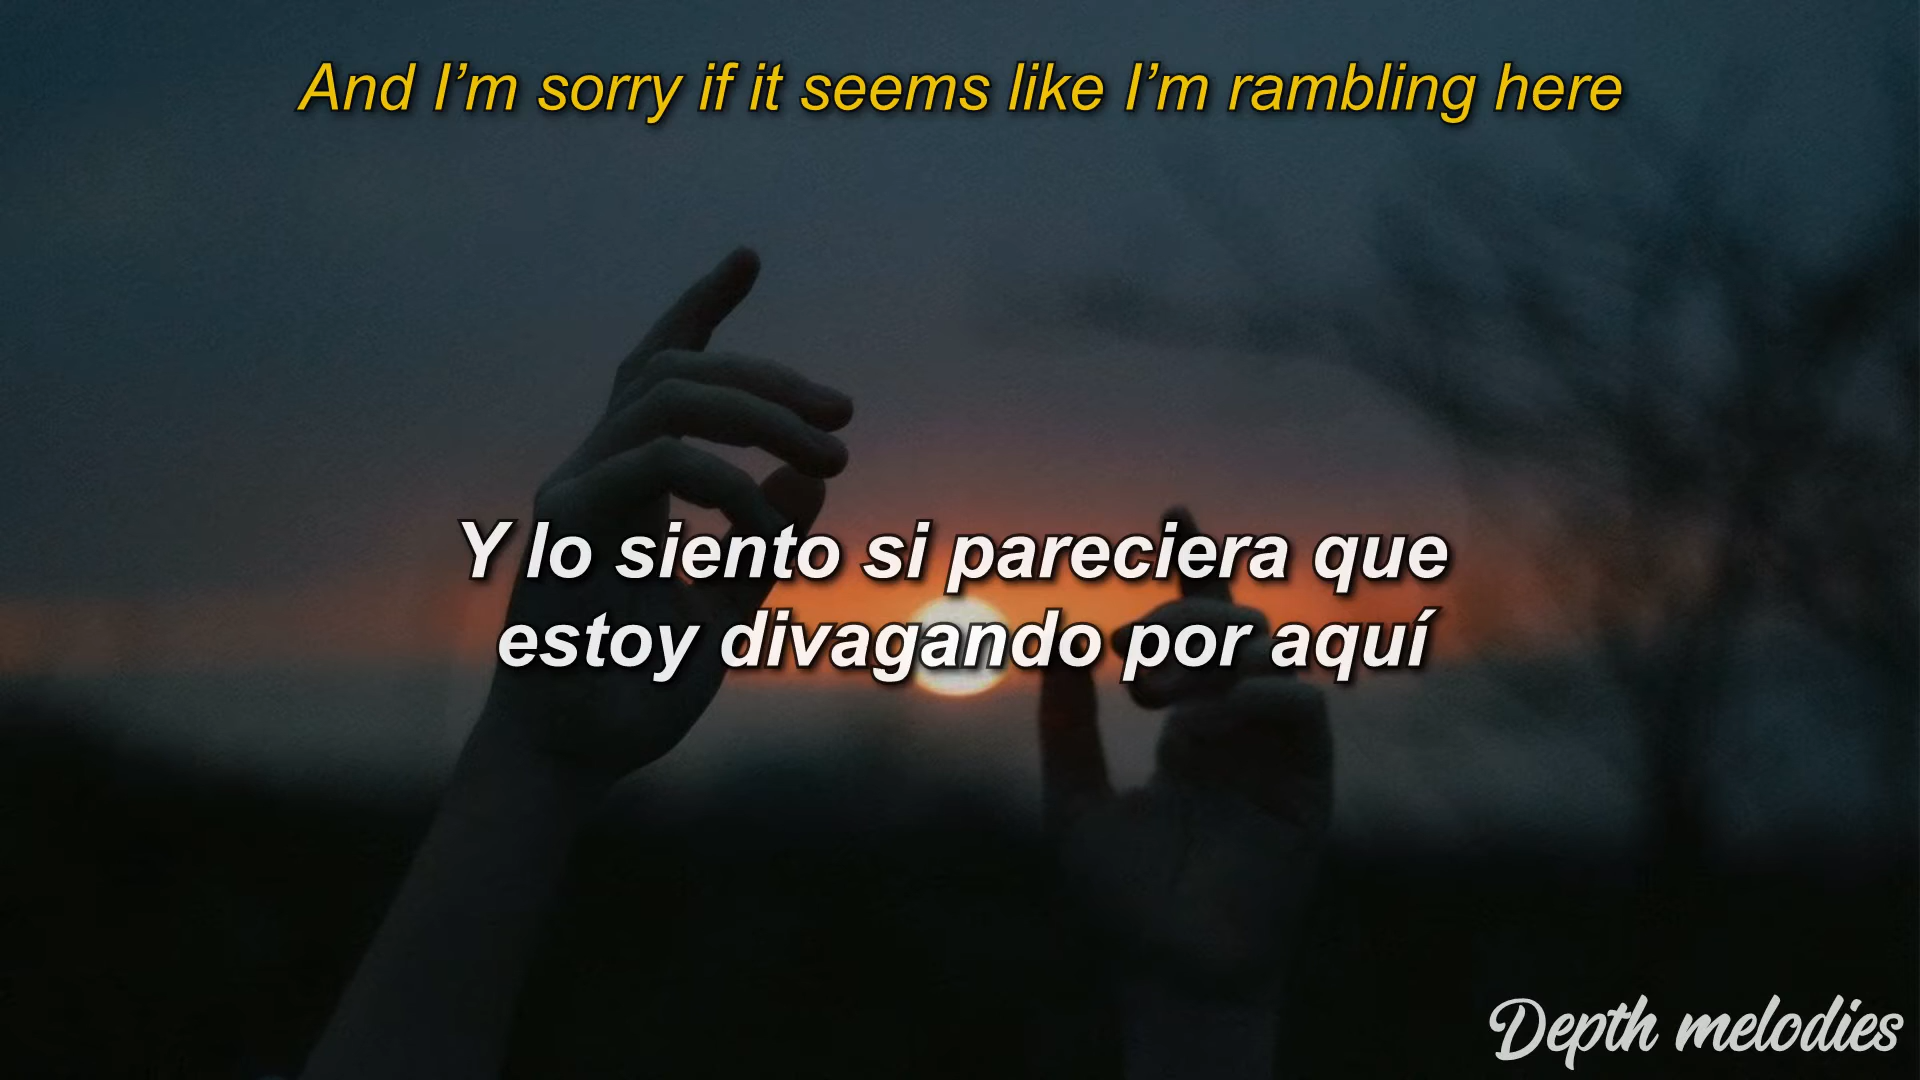 And I’m sorry if it seems like I’m rambling here
Y lo siento si pareciera que
estoy divagando por aquí
Depth melodies